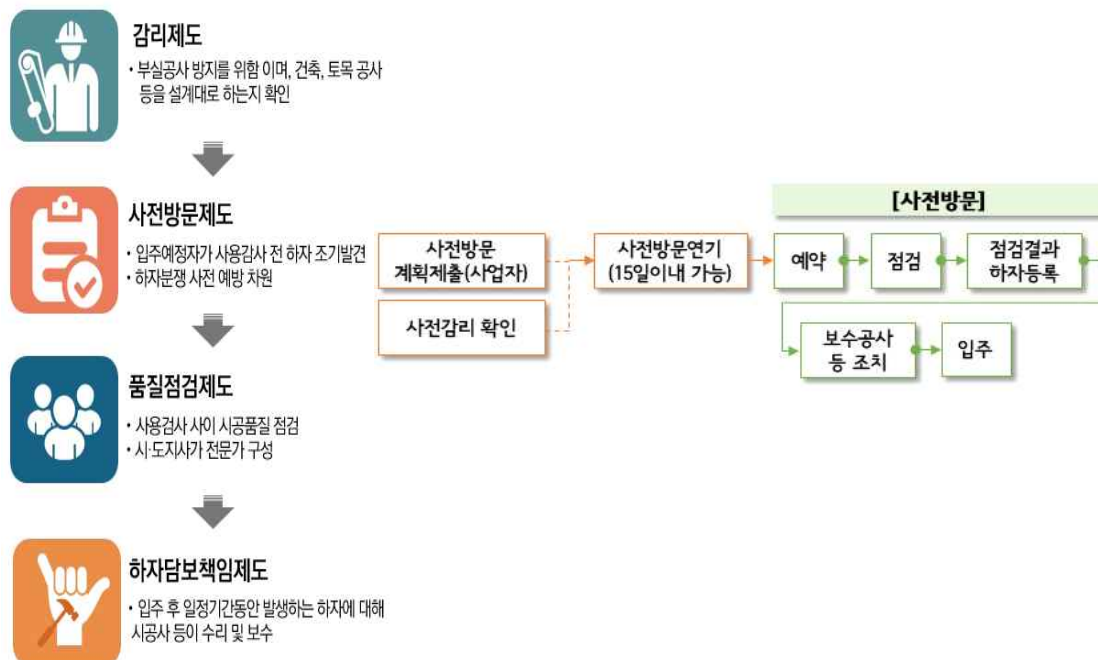 감리제도
• 부실공사 방지를 위함 이며, 건축, 토목 공사
등을 설계대로 하는지 확인
사전방문제도
• 입주예정자가 사용감사 전 하자 조기발견
• 하자분쟁 사전 예방 차원
[사전방문]
사전방문
계획제출(사업자)
사전감리 확인
사전방문연기
(15일이내 가능)
예약
점검
점검결과
하자등록
보수공사
등 조치
입주
품질점검제도
• 사용검사 사이 시공품질 점검
• 시·도지사가 전문가 구성
하자담보책임제도
• 입주 후 일정기간동안 발생하는 하자에 대해
시공사 등이 수리 및 보수